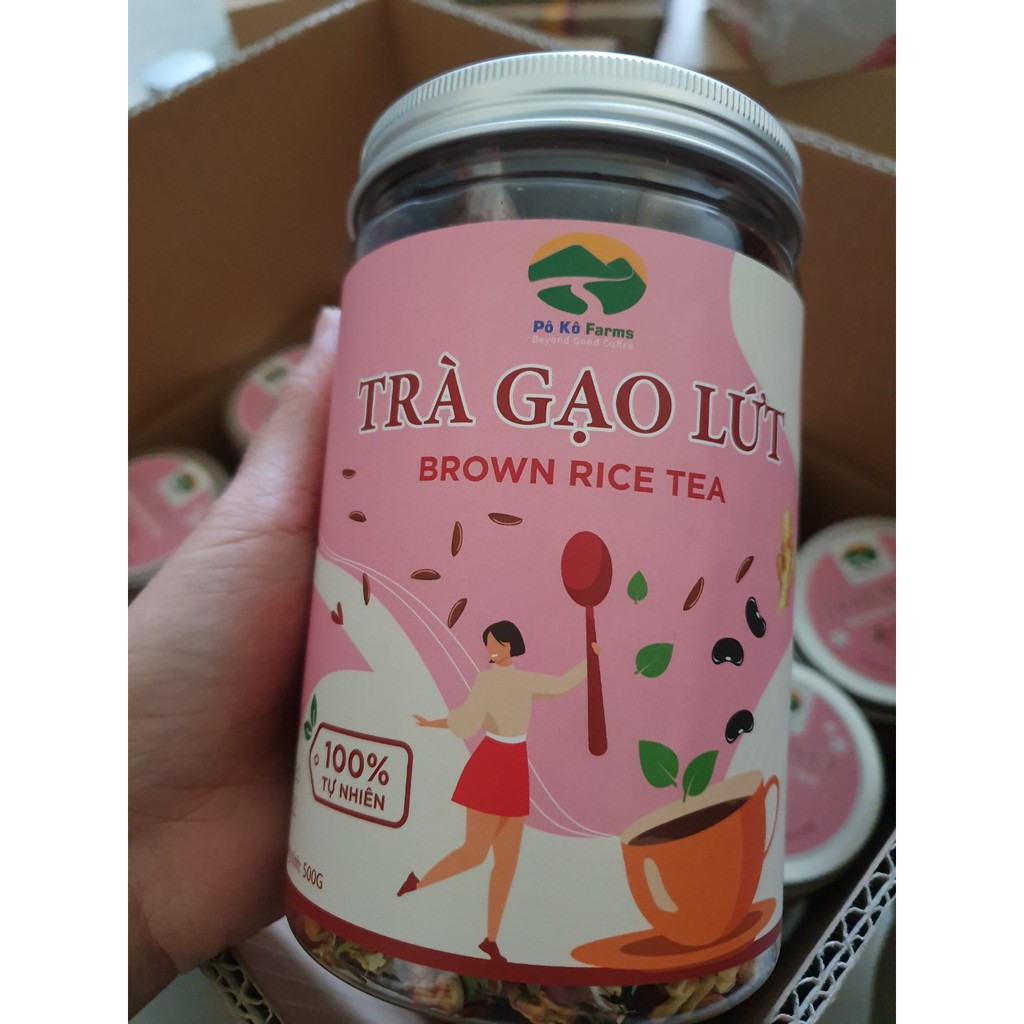 Pô Kô Farms
Beyond Good Coffee
TRÀ GẠO LỨT
BROWN RICE TEA
100%
TỰ NHIÊN
500G